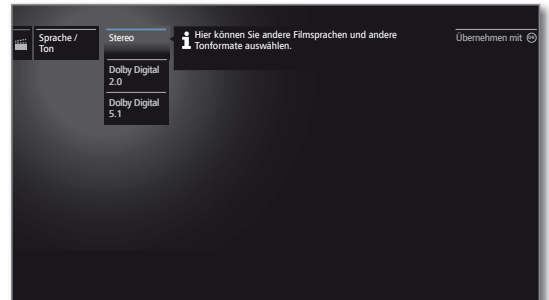 Sprache /
Ton
Stereo
Dolby Digital
2.0
Dolby Digital
5.1
Hier können Sie andere Filmsprachen und andere
Tonformate auswählen.
Übernehmen mit OK